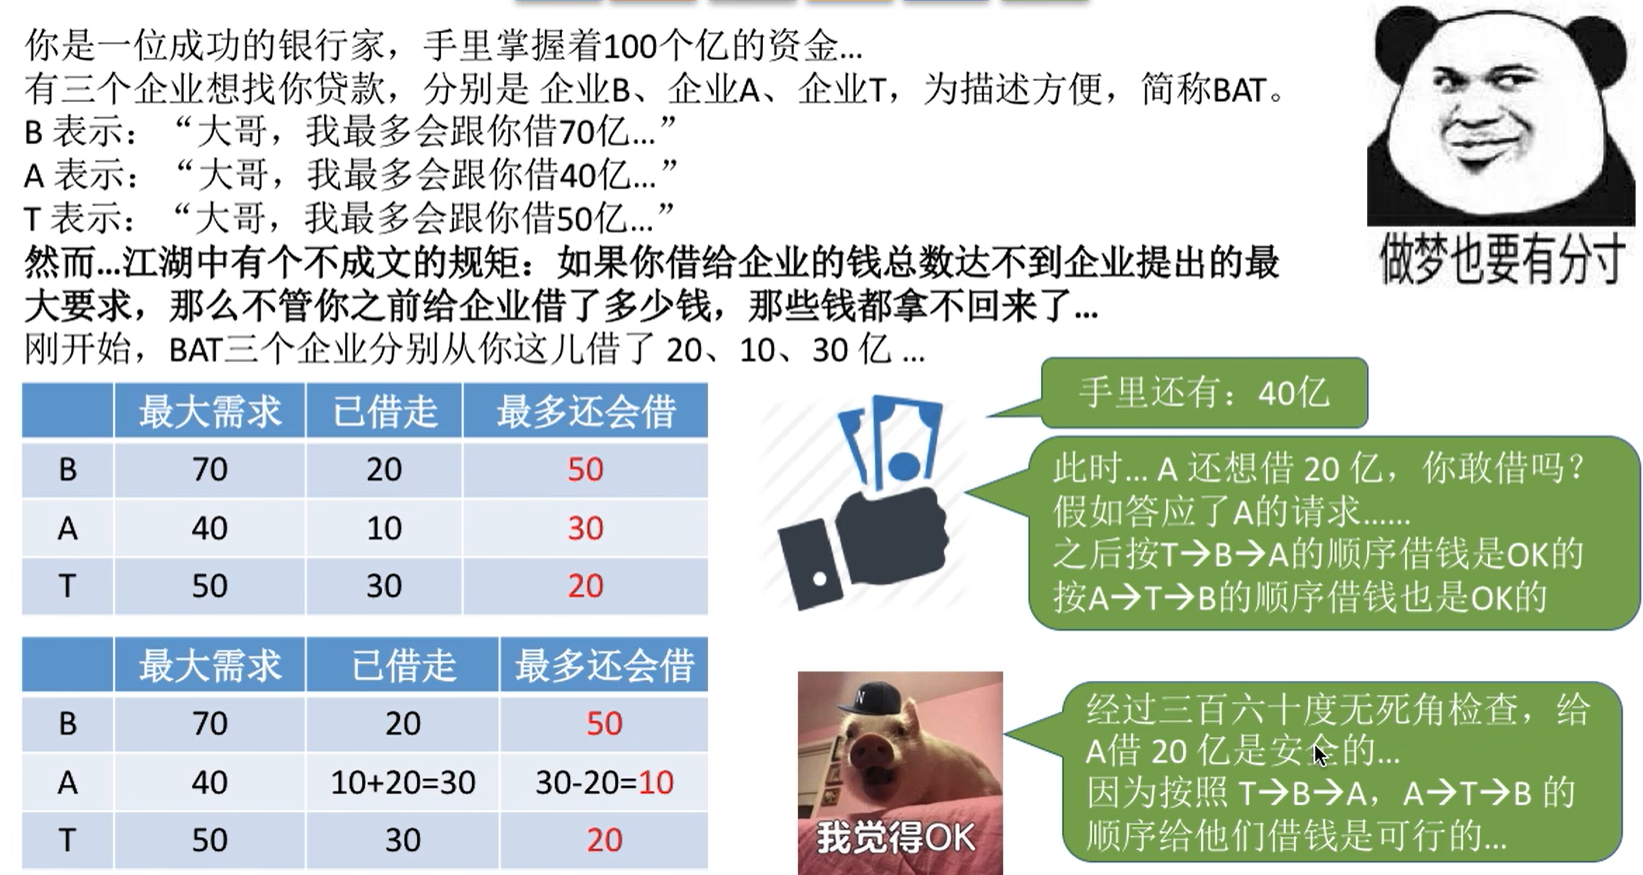 你是一位成功的银行家，手里掌握着100个亿的资金...
有三个企业想找你贷款，分别是 企业B、企业A、企业T，为描述方便，简称BAT。
B 表示：“大哥，我最多会跟你借70亿...”
A 表示：“大哥，我最多会跟你借40亿...”
T 表示：“大哥，我最多会跟你借50亿...”
然而...江湖中有个不成文的规矩：如果你借给企业的钱总数达不到企业提出的最
大要求，那么不管你之前给企业借了多少钱，那些钱都拿不回来了...
刚开始，BAT三个企业分别从你这儿借了 20、10、30 亿 ...
做梦也要有分寸
最大需求 已借走 最多还会借
B 70 20 50
A 40 10 30
T 50 30 20
手里还有：40亿
此时... A 还想借 20 亿，你敢借吗？
假如答应了A的请求......
之后按T→B→A的顺序借钱是OK的
按A→T→B的顺序借钱也是OK的
最大需求 已借走 最多还会借
B 70 20 50
A 40 10+20=30 30-20=10
T 50 30 20
N
我觉得OK
经过三百六十度无死角检查，给
A借 20 亿是安全的...
因为按照 T→B→A，A→T→B 的
顺序给他们借钱是可行的...